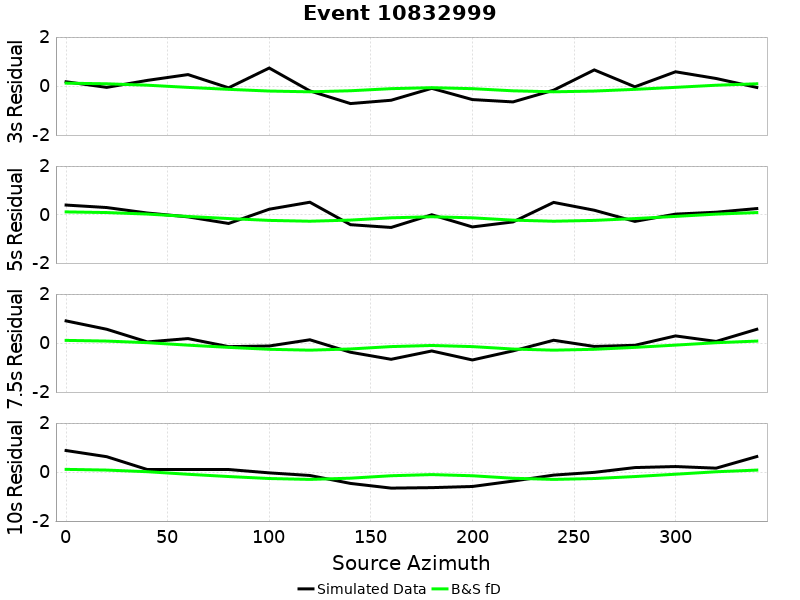 Event 10832999
3s Residual
2
0
-2
5s Residual
2
0
-2
7.5s Residual
2
0
-2
10s Residual
2
0
-2
0 50 100 150 200 250 300
Source Azimuth
Simulated Data B&S fD